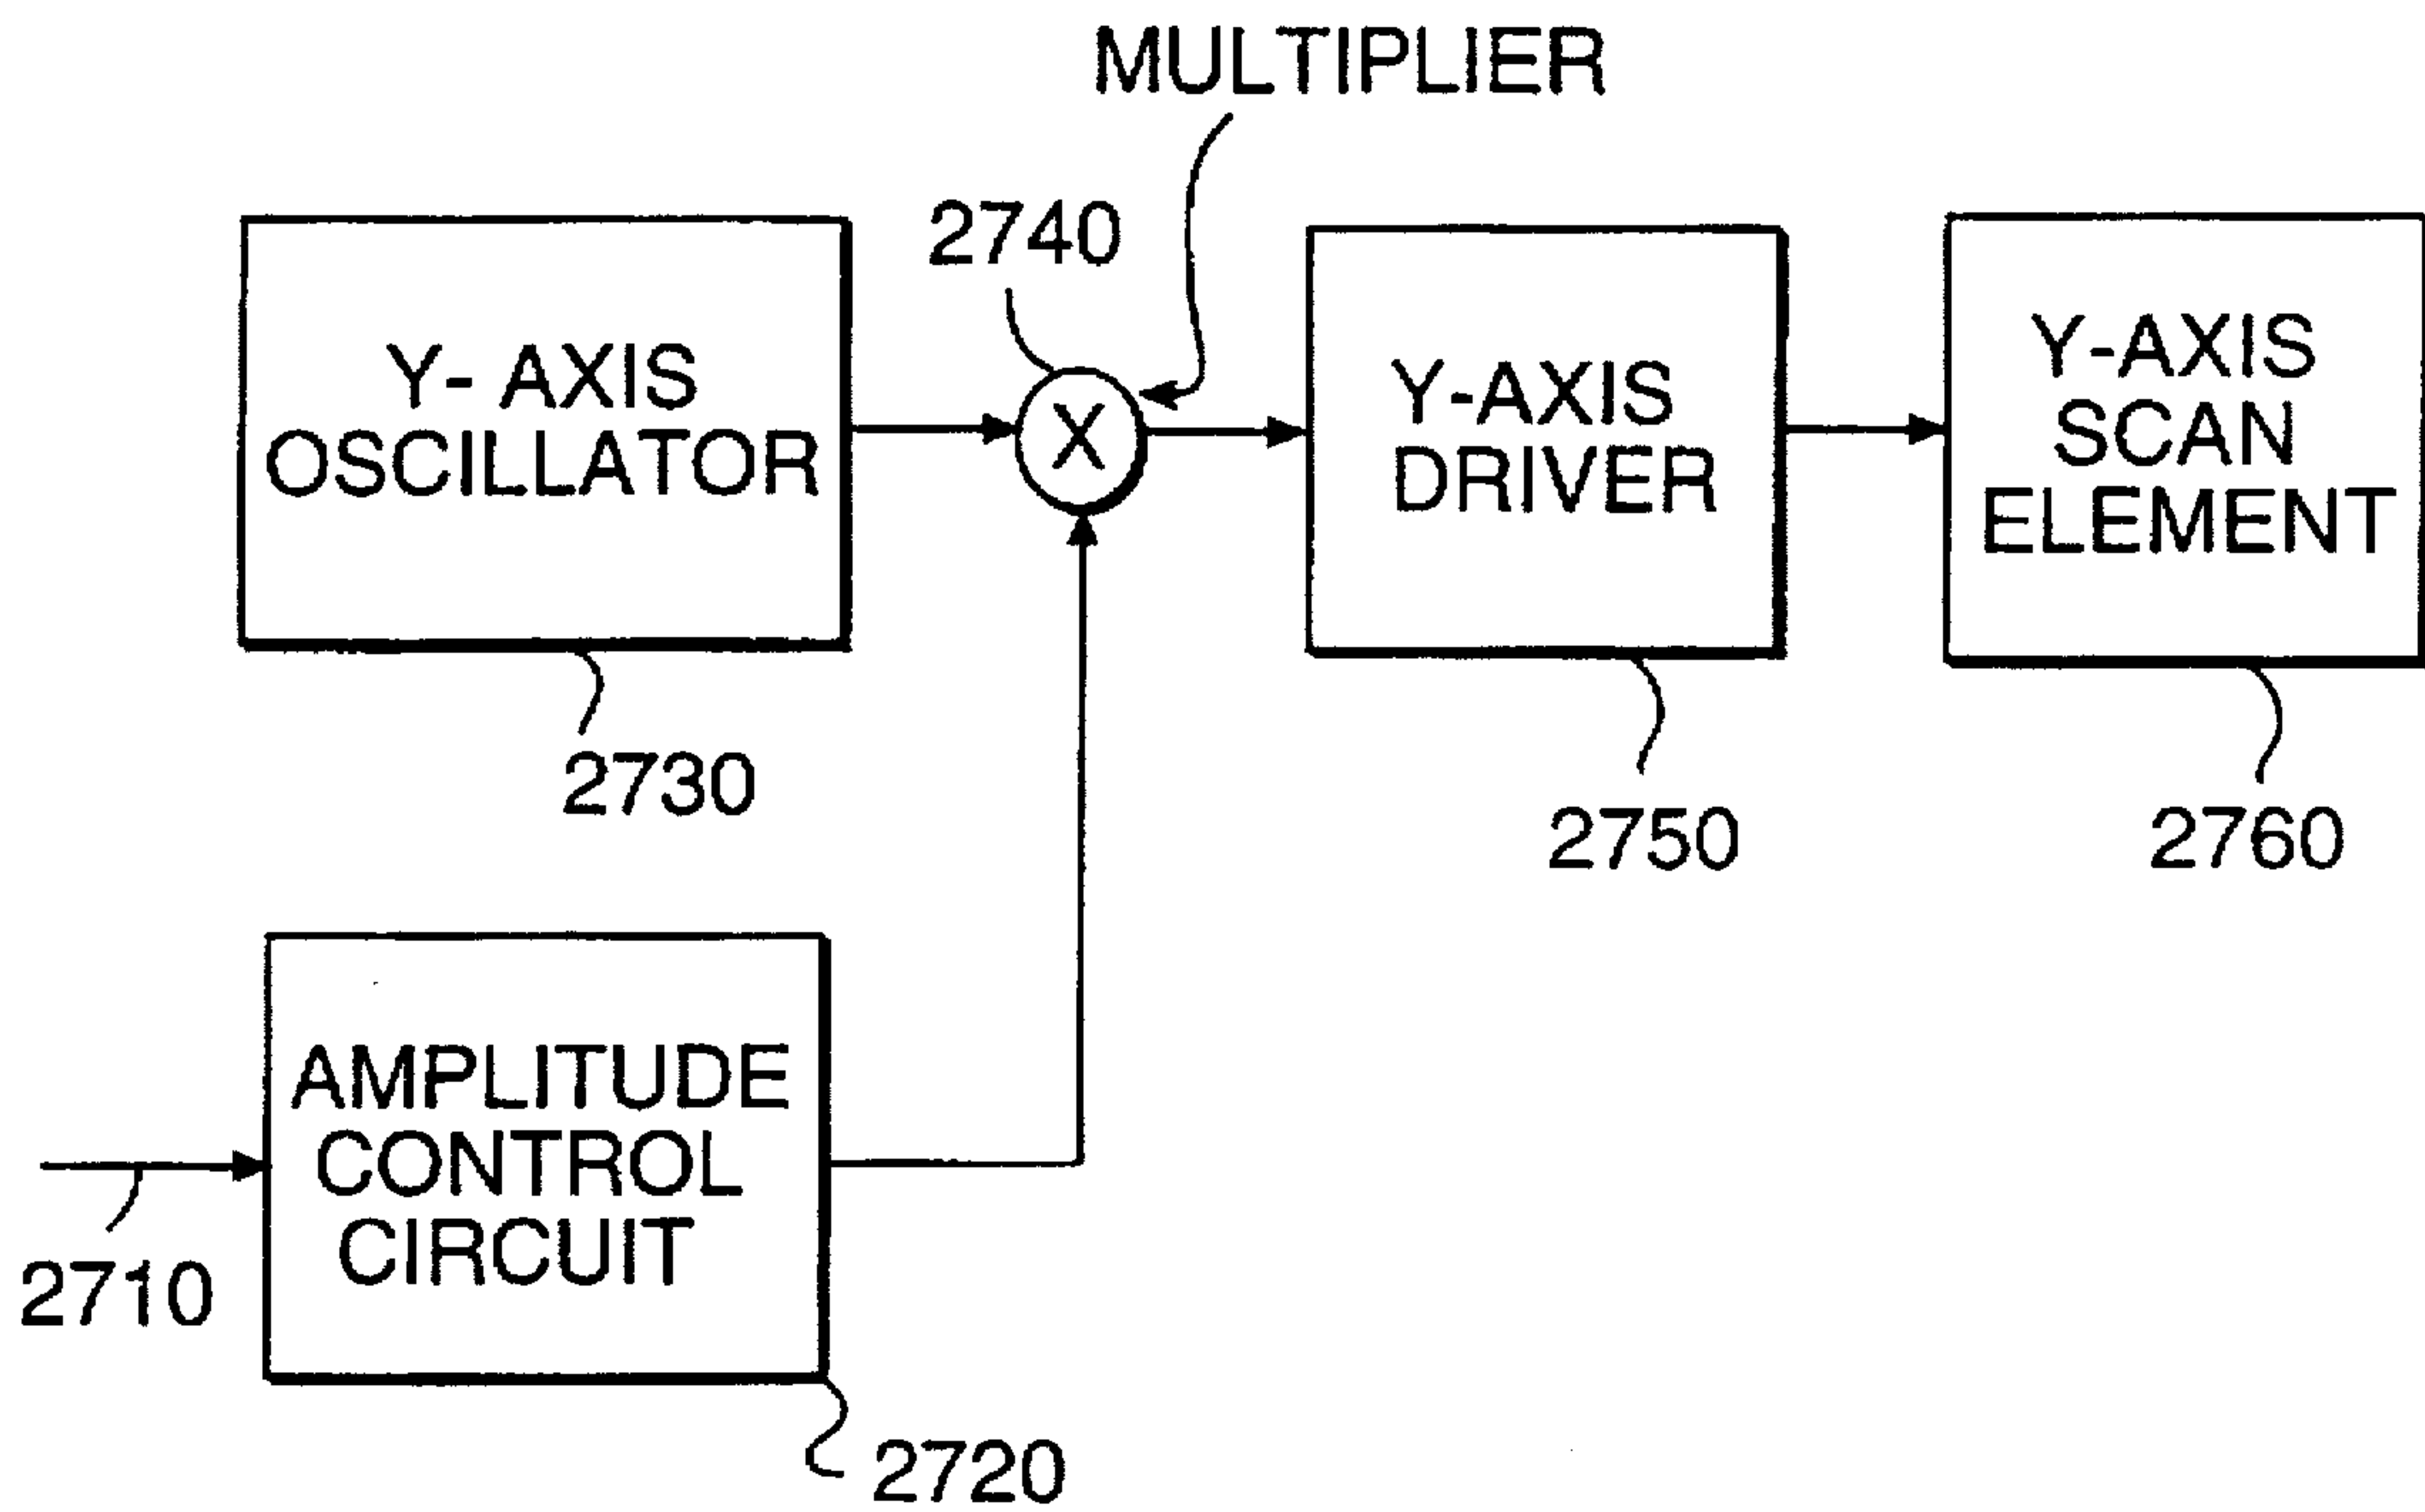 MULTIPLIER
2740
Y- AXIS
OSCILLATOR
2730
X
Y-AXIS
DRIVER
2750
Y-AXIS
SCAN
ELEMENT
2760
AMPLITUDE
CONTROL
CIRCUIT
2710
2720